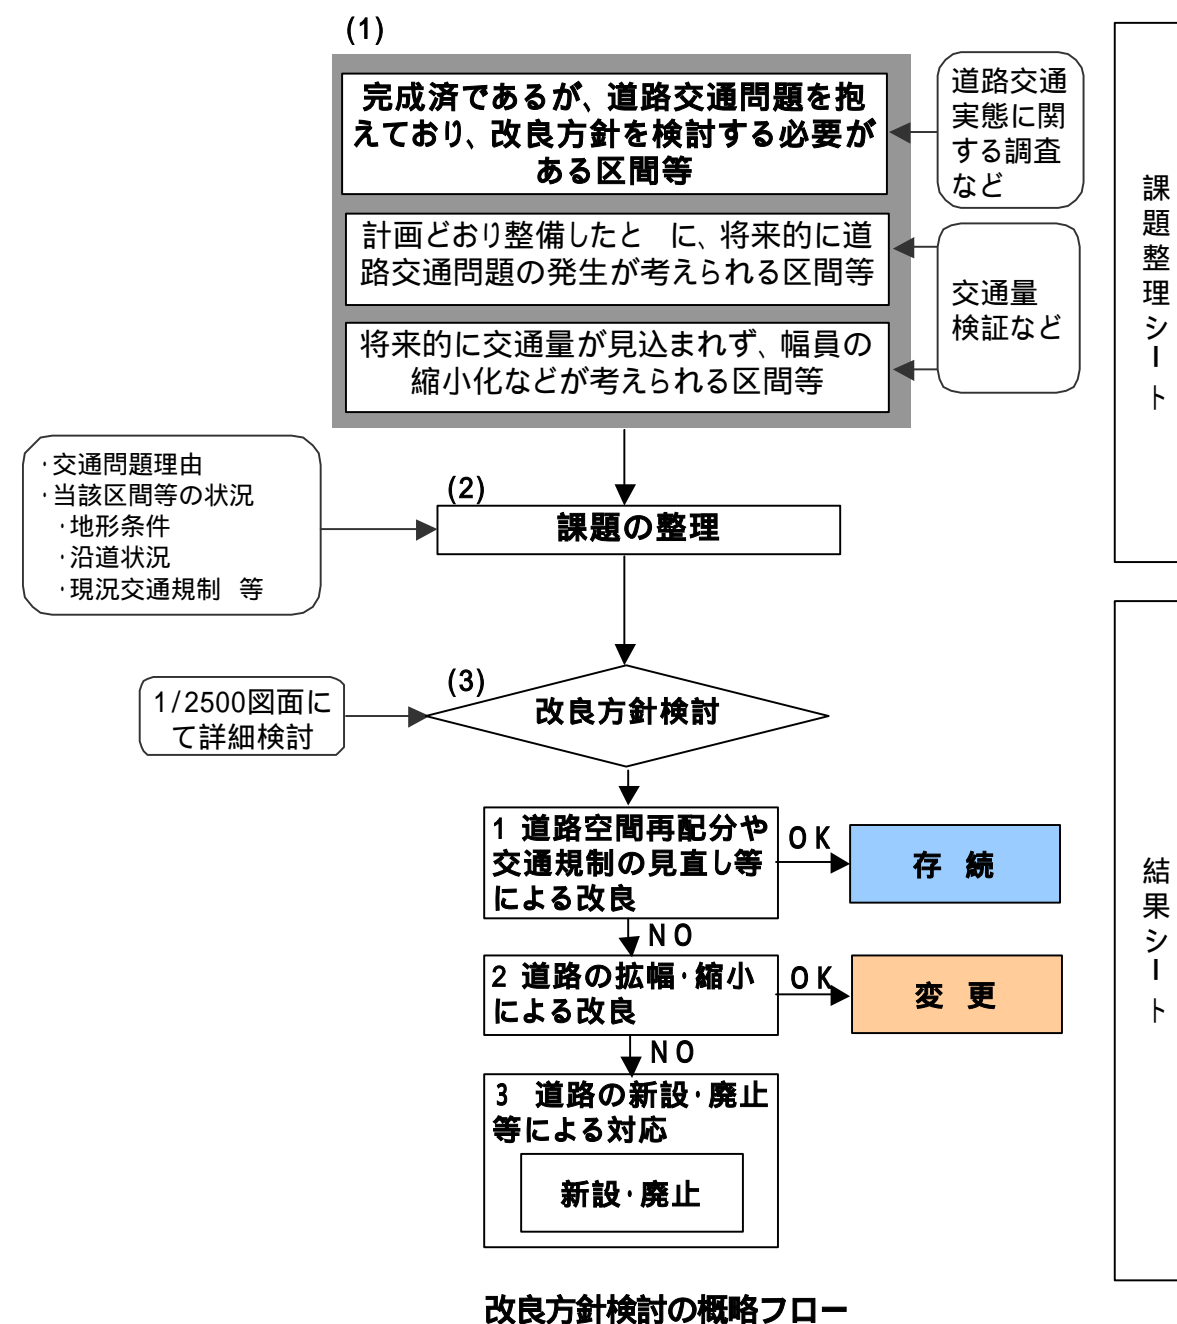 (1)
完成済であるが、道路交通問題を抱
えており、改良方針を検討する必要が
ある区間等
道路交通
実態に関
する調査
など
計画どおり整備したと　に、将来的に道
路交通問題の発生が考えられる区間等
交通量
検証など
将来的に交通量が見込まれず、幅員の
縮小化などが考えられる区間等
課題整理シート
・交通問題理由
・当該区間等の状況
・地形条件
・沿道状況
・現況交通規制　等
(2)
課題の整理
(3)
改良方針検討
1/2500図面に
て詳細検討
1 道路空間再配分や
交通規制の見直し等
による改良
OK
存　続
NO
2 道路の拡幅・縮小
による改良
OK
変　更
NO
3　道路の新設・廃止
等による対応
新設・廃止
結果シート
改良方針検討の概略フロー